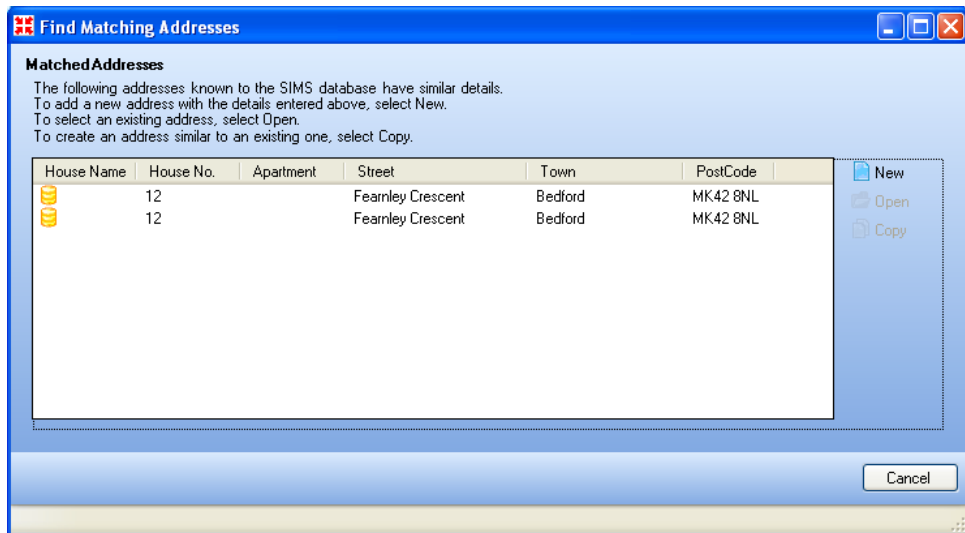 Find Matching Addresses
Matched Addresses
The following addresses known to the SIMS database have similar details.
To add a new address with the details entered above, select New.
To select an existing address, select Open.
To create an address similar to an existing one, select Copy.
House Name House No. Apartment Street Town PostCode New
12 Fearnley Crescent Bedford MK42 8NL Open
12 Fearnley Crescent Bedford MK42 8NL Copy
Cancel